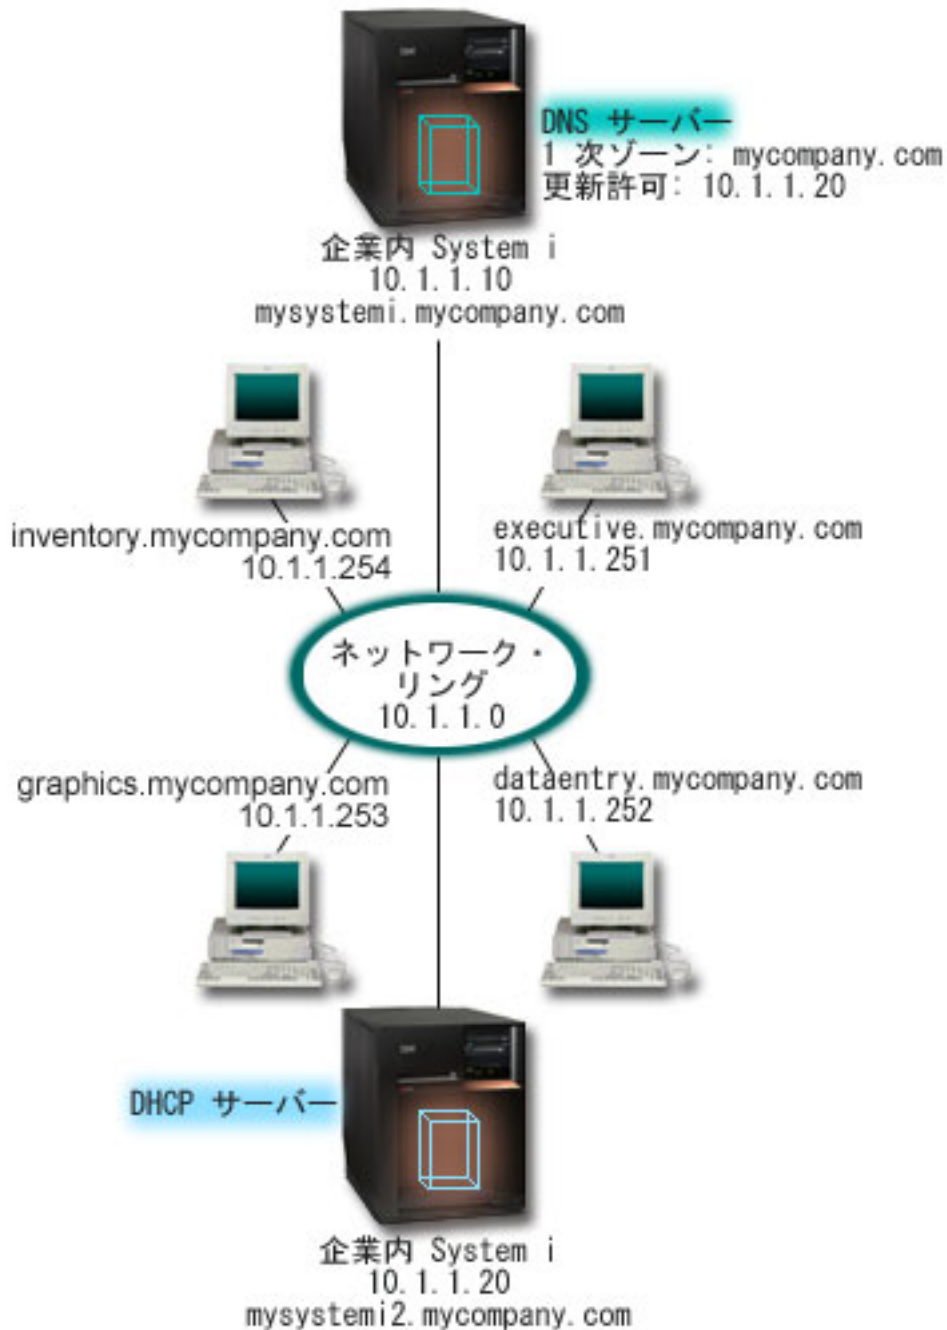 DNS サーバー
1 次ゾーン: mycompany.com
更新許可: 10.1.1.20
企業内 System i
10.1.1.10
mysystemi.mycompany.com
inventory.mycompany.com
10.1.1.254
executive.mycompany.com
10.1.1.251
ネットワーク・
リング
10.1.1.0
graphics.mycompany.com
10.1.1.253
dataentry.mycompany.com
10.1.1.252
DHCP サーバー
企業内 System i
10.1.1.20
mysystemi2.mycompany.com